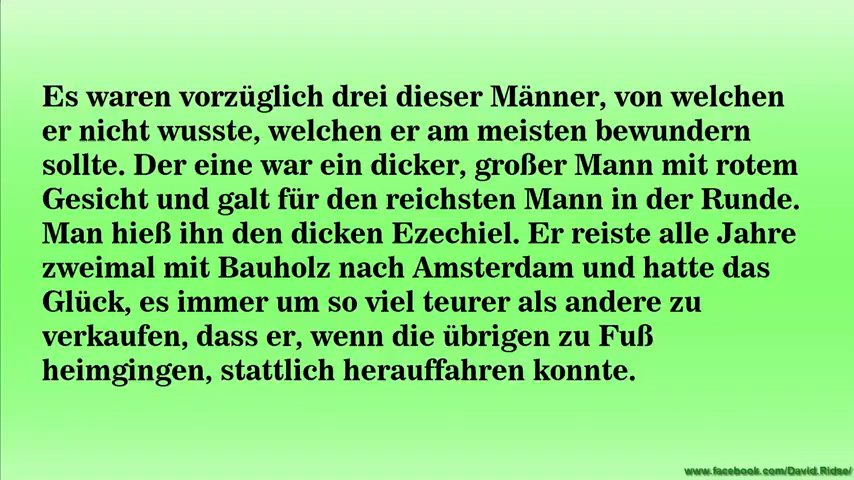 Es waren vorzüglich drei dieser Männer, von welchen
er nicht wusste, welchen er am meisten bewundern
sollte. Der eine war ein dicker, großer Mann mit rotem
Gesicht und galt für den reichsten Mann in der Runde.
Man hieß ihn den dicken Ezechiel. Er reiste alle Jahre
zweimal mit Bauholz nach Amsterdam und hatte das
Glück, es immer um so viel teurer als andere zu
verkaufen, dass er, wenn die übrigen zu Fuß
heimgingen, stattlich herauffahren konnte.
www.facebook.com/David.Ridse/